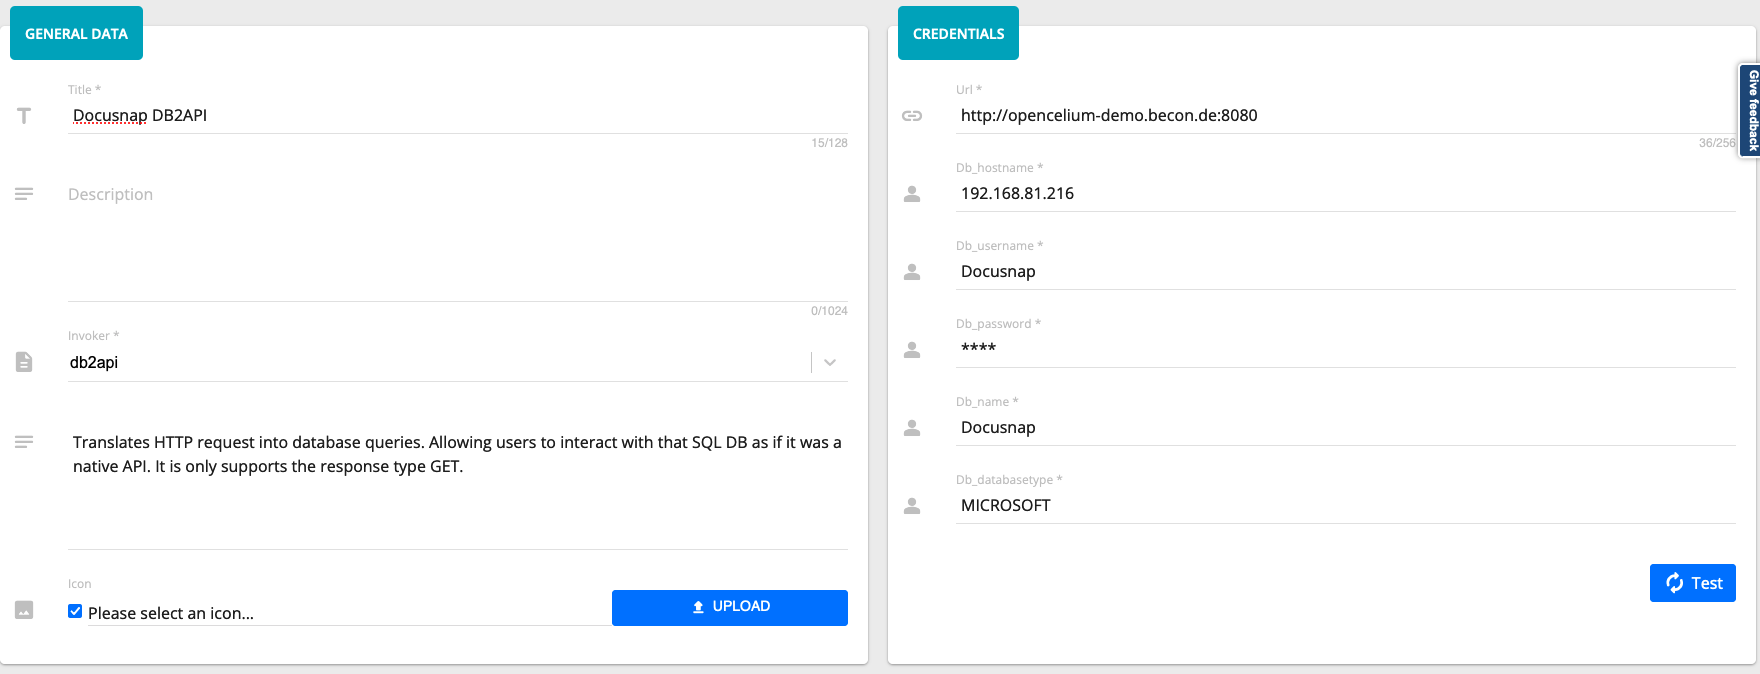 GENERAL DATA
Title *
Docusnap DB2API
15/128
Description
0/1024
Invoker *
db2api
Translates HTTP request into database queries. Allowing users to interact with that SQL DB as if it was a
native API. It is only supports the response type GET.
Icon
Please select an icon...
UPLOAD
CREDENTIALS
Url *
http://opencelium-demo.becon.de:8080
36/256
Db_hostname *
192.168.81.216
Db_username *
Docusnap
Db_password *
****
Db_name *
Docusnap
Db_databasetype *
MICROSOFT
Test
Give feedback